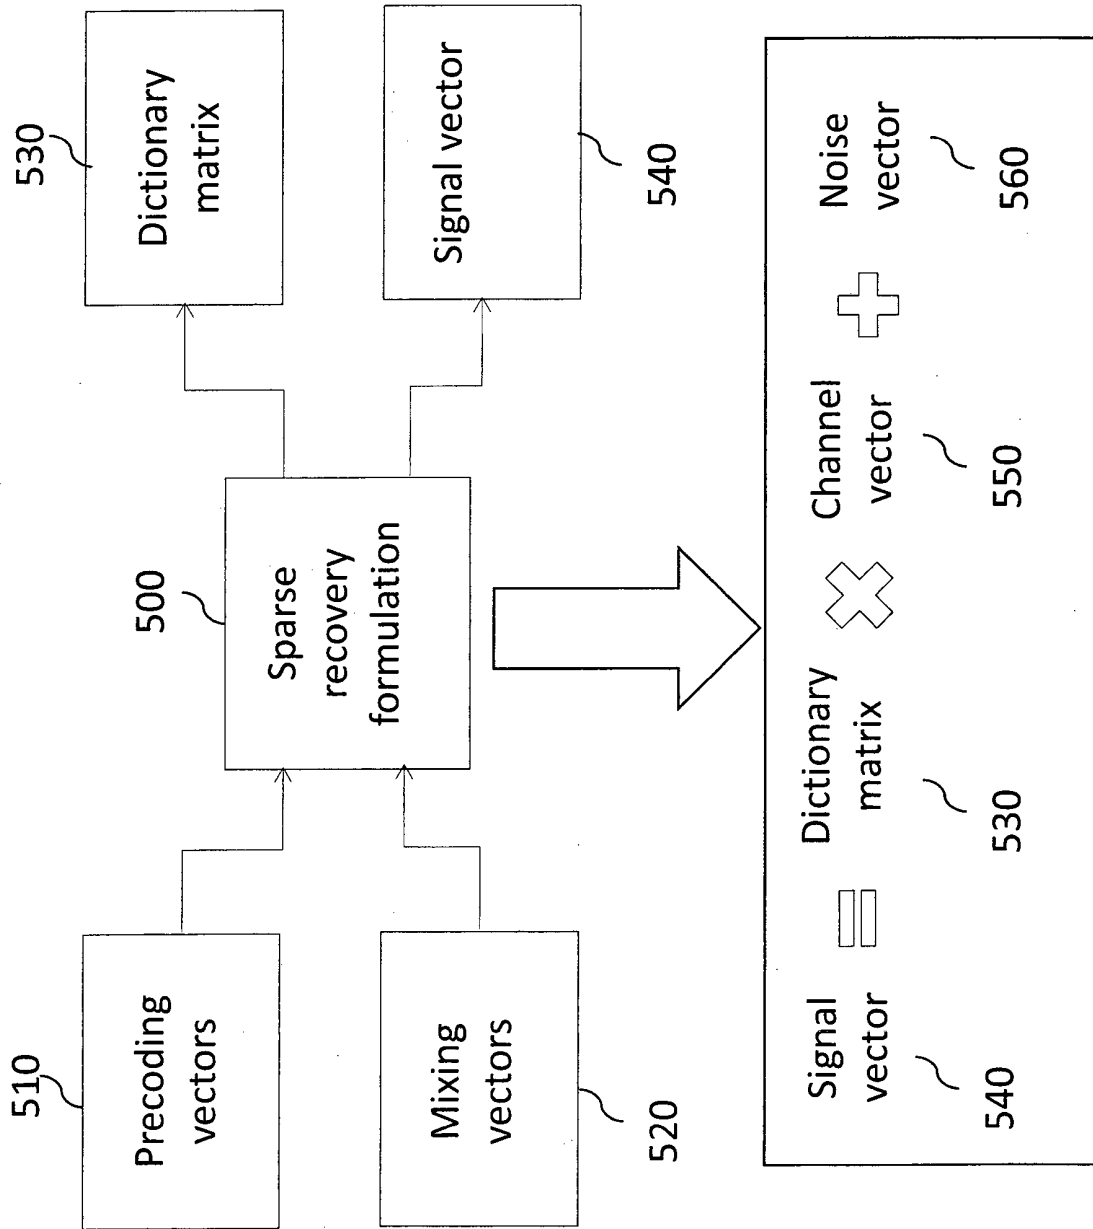 510
Precoding
vectors
Mixing
vectors
520
500
Sparse
recovery
formulation
530
Dictionary
matrix
Signal vector
540
Signal
vector
540
=
Dictionary
matrix
530
×
Channel
vector
550
+
Noise
vector
560